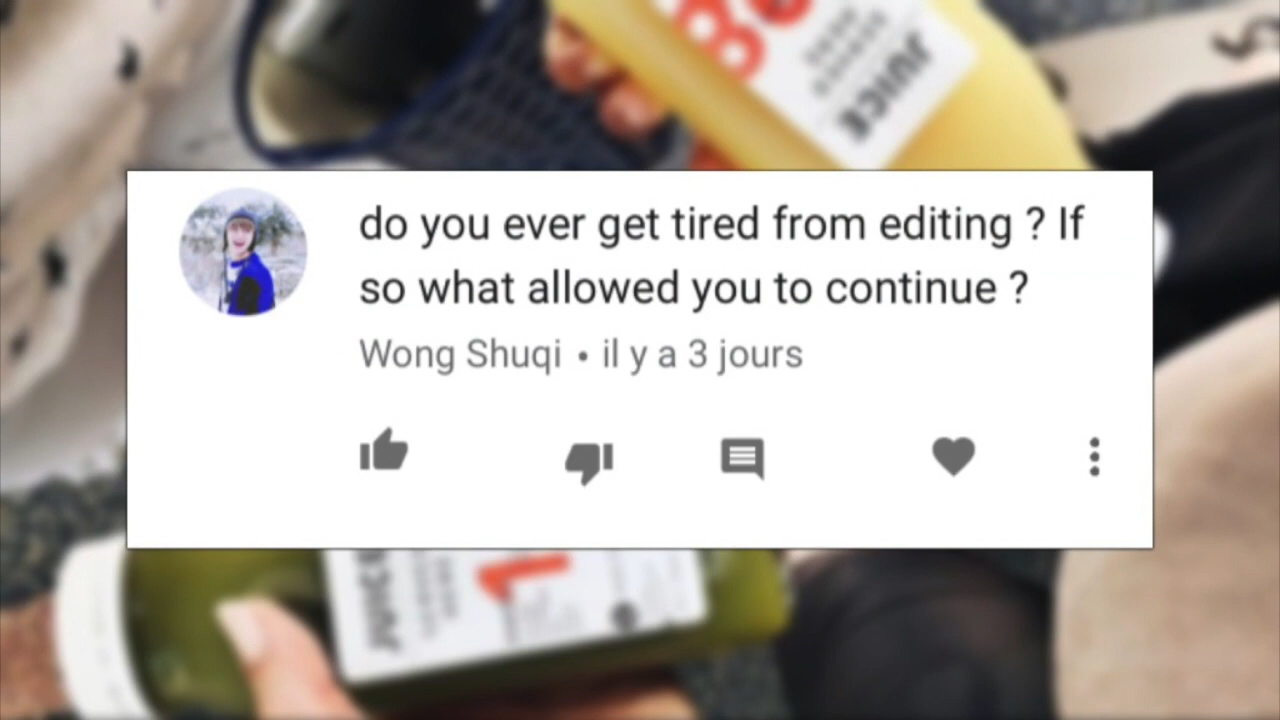 JUICE
do you ever get tired from editing ? If
so what allowed you to continue ?
Wong Shuqi • il y a 3 jours
1